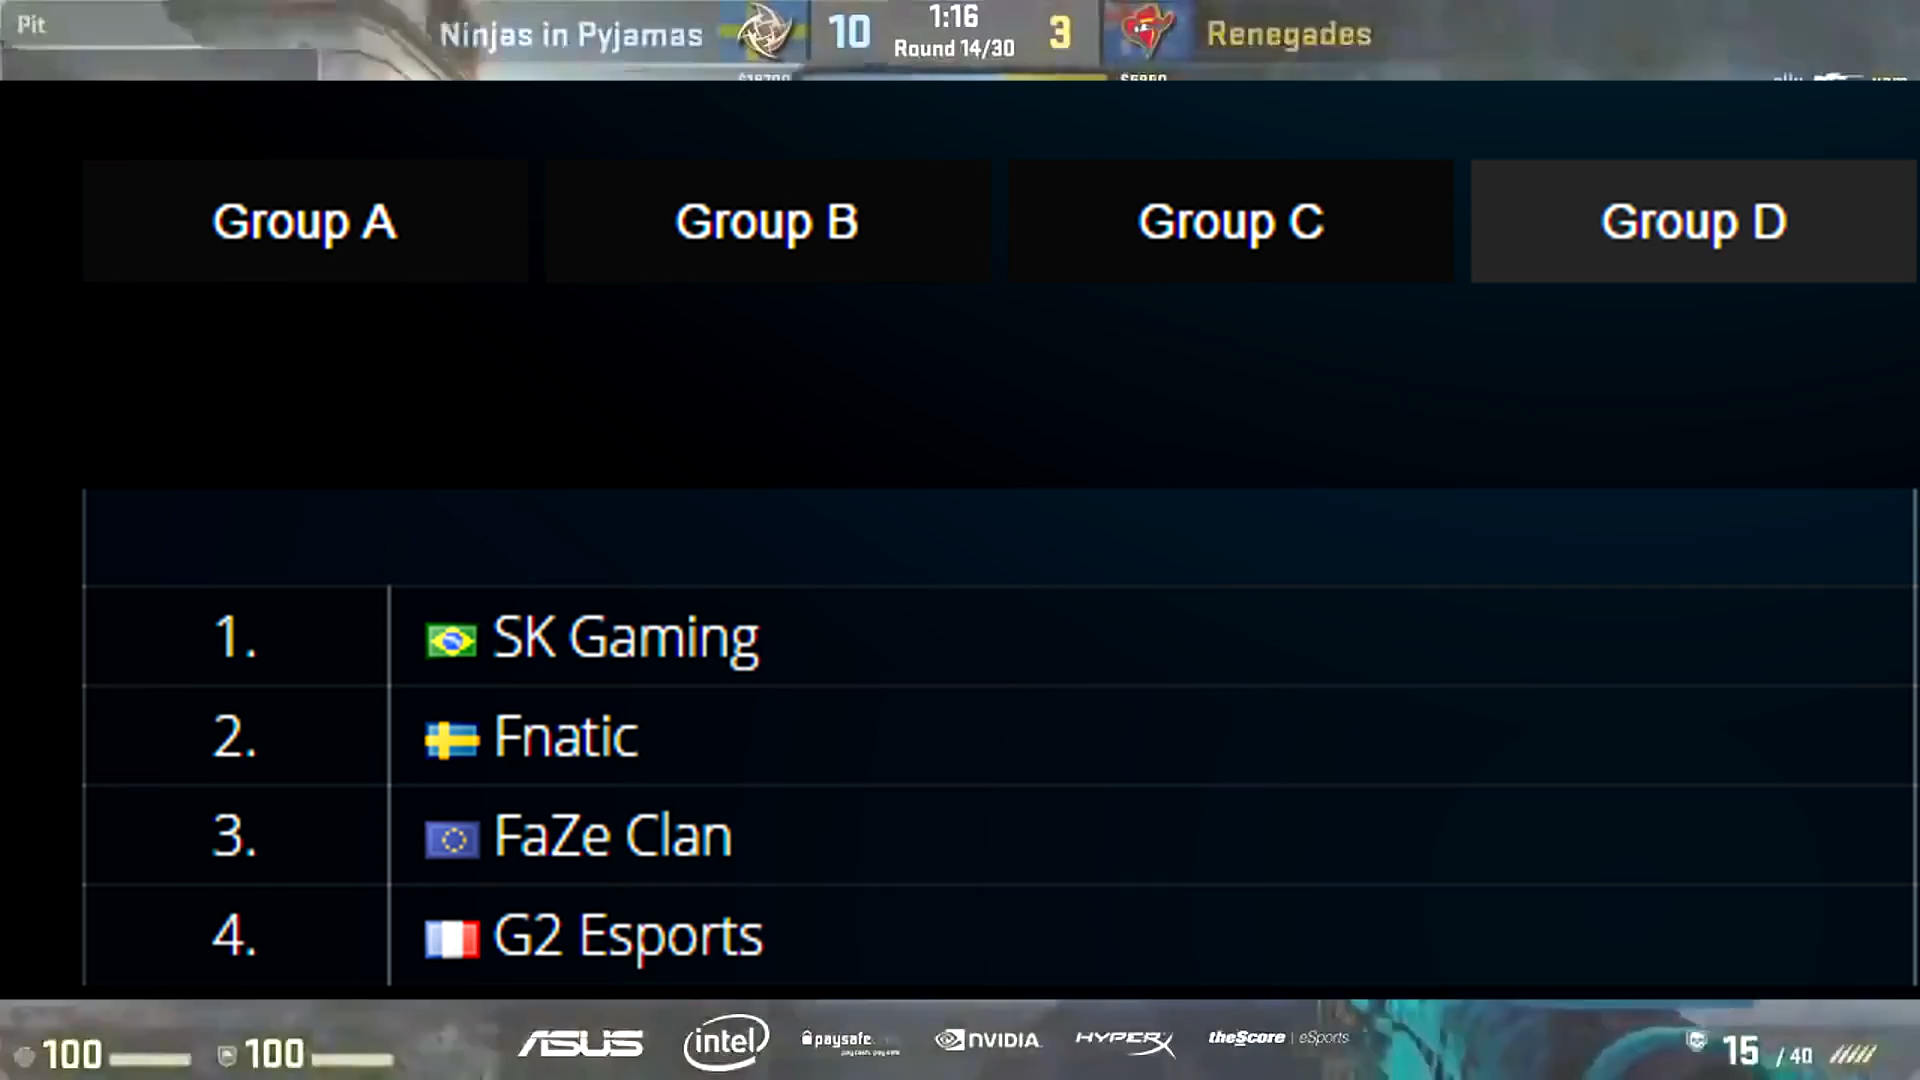 Pit
Ninjas in Pyjamas 10 1:16 3 Renegades
Round 14/30
Group A Group B Group C Group D
1. SK Gaming
2. Fnatic
3. FaZe Clan
4. G2 Esports
100 100 ASUS intel paysafe NVIDIA HYPERX theScore | eSports 15 / 40